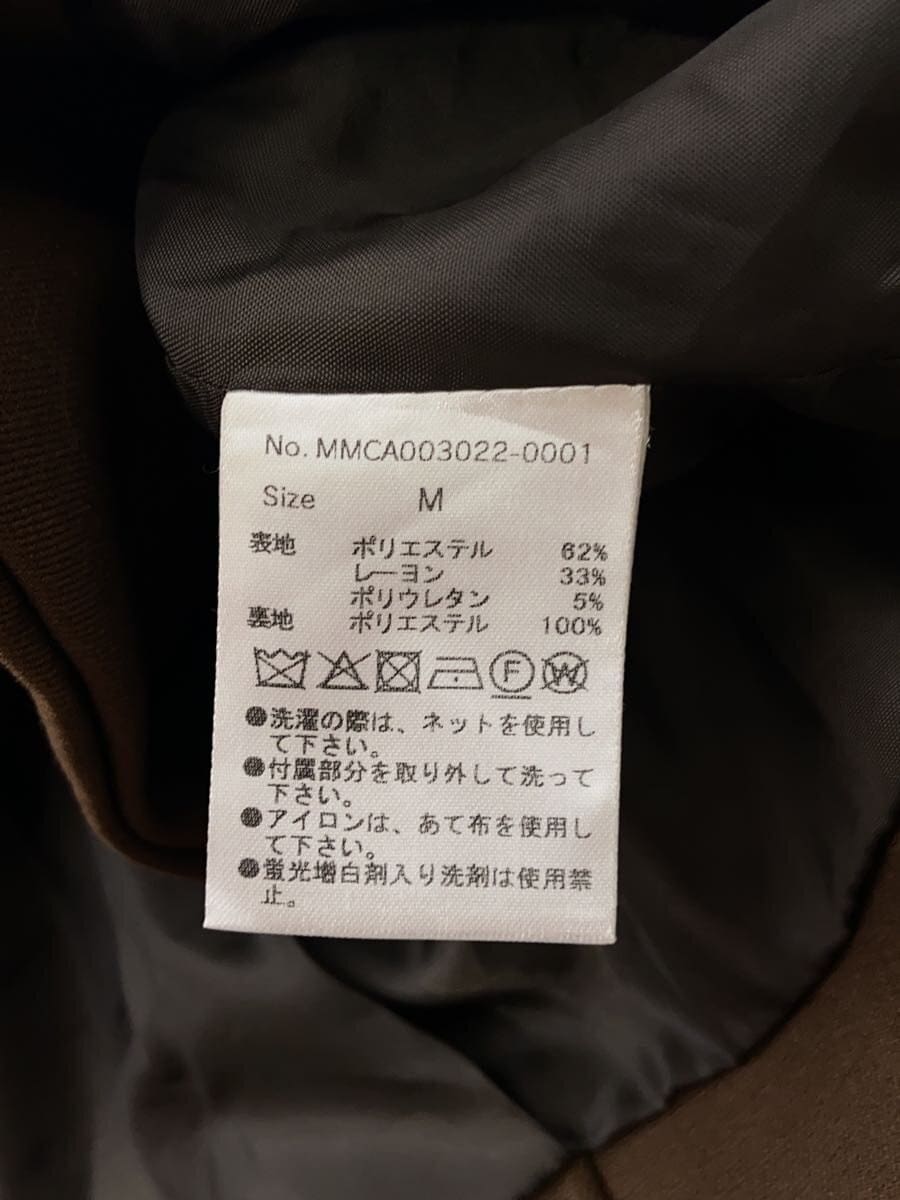 No. MMCA003022-0001
Size M
表地 ポリエステル 62%
レーヨン 33%
ポリウレタン 5%
裏地 ポリエステル 100%
F W
●洗濯の際は、ネットを使用し
て下さい。
●付属部分を取り外して洗って
下さい。
●アイロンは、あて布を使用し
て下さい。
●蛍光増白剤入り洗剤は使用禁
止。